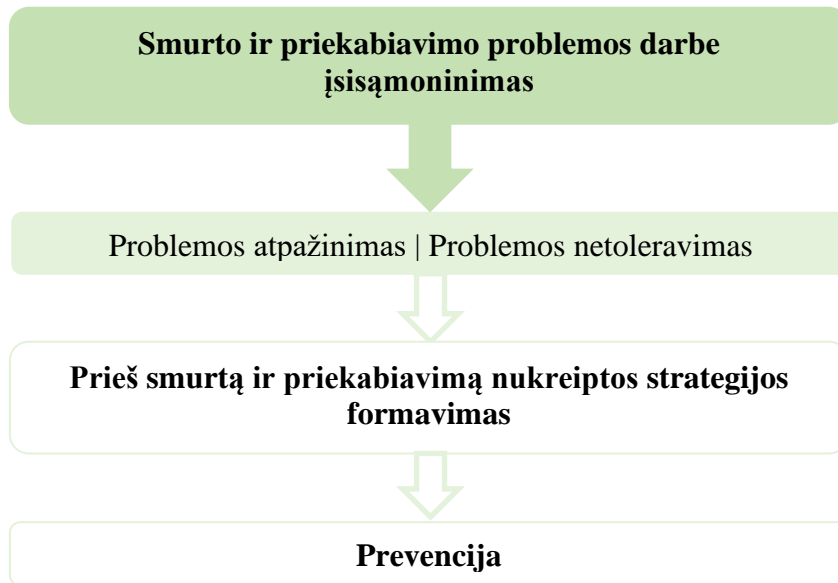 Smurto ir priekabiavimo problemos darbe
įsisąmoninimas
Problemos atpažinimas | Problemos netoleravimas
Prieš smurtą ir priekabiavimą nukreiptos strategijos
formavimas
Prevencija